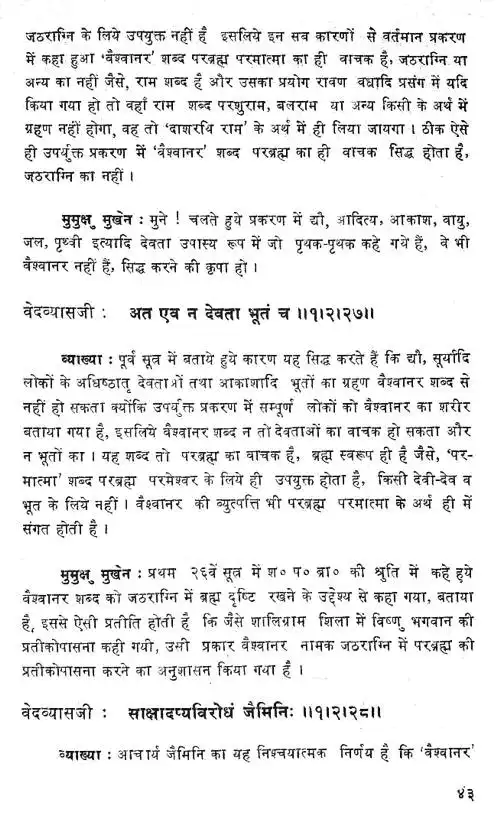 जठराग्नि के लिये उपयुक्त नहीं है इसलिये इन सब कारणों से वर्तमान प्रकरण
में कहा हुआ 'वैश्वानर' शब्द परब्रह्म परमात्मा का ही वाचक है, जठराग्नि या
अन्य का नहीं जैसे, राम शब्द है और उसका प्रयोग रावण वधादि प्रसंग में यदि
किया गया हो तो वहाँ राम शब्द परशुराम, बलराम या अन्य किसी के अर्थ में
ग्रहण नहीं होगा, वह तो 'दाशरथि राम' के अर्थ में ही लिया जायगा । ठीक ऐसे
ही उपर्युक्त प्रकरण में 'वैश्वानर' शब्द परब्रह्म का ही वाचक सिद्ध होता है,
जठराग्नि का नहीं ।
मुमुक्षु मुखेन : मुने ! चलते हुये प्रकरण में द्यौ, आदित्य, आकाश, वायु,
जल, पृथ्वी इत्यादि देवता उपास्य रूप में जो पृथक-पृथक कहे गये हैं, वे भी
वैश्वानर नहीं हैं, सिद्ध करने की कृपा हो ।
वेदव्यासजी : अत एव न देवता भूतं च ॥१।२।२७॥
व्याख्या : पूर्व सूत्र में बताये हुये कारण यह सिद्ध करते हैं कि द्यौ, सूर्यादि
लोकों के अधिष्ठातृ देवताओं तथा आकाशादि भूतों का ग्रहण वैश्वानर शब्द से
नहीं हो सकता क्योंकि उपर्युक्त प्रकरण में सम्पूर्ण लोकों को वैश्वानर का शरीर
बताया गया है, इसलिये वैश्वानर शब्द न तो देवताओं का वाचक हो सकता और
न भूतों का । यह शब्द तो परब्रह्म का वाचक है, ब्रह्म स्वरूप ही है जैसे, 'पर-
मात्मा' शब्द परब्रह्म परमेश्वर के लिये ही उपयुक्त होता है, किसी देवी-देव व
भूत के लिये नहीं । वैश्वानर की व्युत्पत्ति भी परब्रह्म परमात्मा के अर्थ ही में
संगत होती है ।
मुमुक्षु मुखेन : प्रथम २६वें सूत्र में श० प० ब्रा० की श्रुति में कहे हुये
वैश्वानर शब्द को जठराग्नि में ब्रह्म दृष्टि रखने के उद्देश्य से कहा गया, बताया
है, इससे ऐसी प्रतीति होती है कि जैसे शालिग्राम शिला में विष्णु भगवान की
प्रतीकोपासना कही गयी, उसी प्रकार वैश्वानर नामक जठराग्नि में परब्रह्म की
प्रतीकोपासना करने का अनुशासन किया गया है ।
वेदव्यासजी : साक्षादप्यविरोधं जैमिनिः ॥१।२।२८॥
व्याख्या : आचार्य जैमिनि का यह निश्चयात्मक निर्णय है कि 'वैश्वानर'
४३